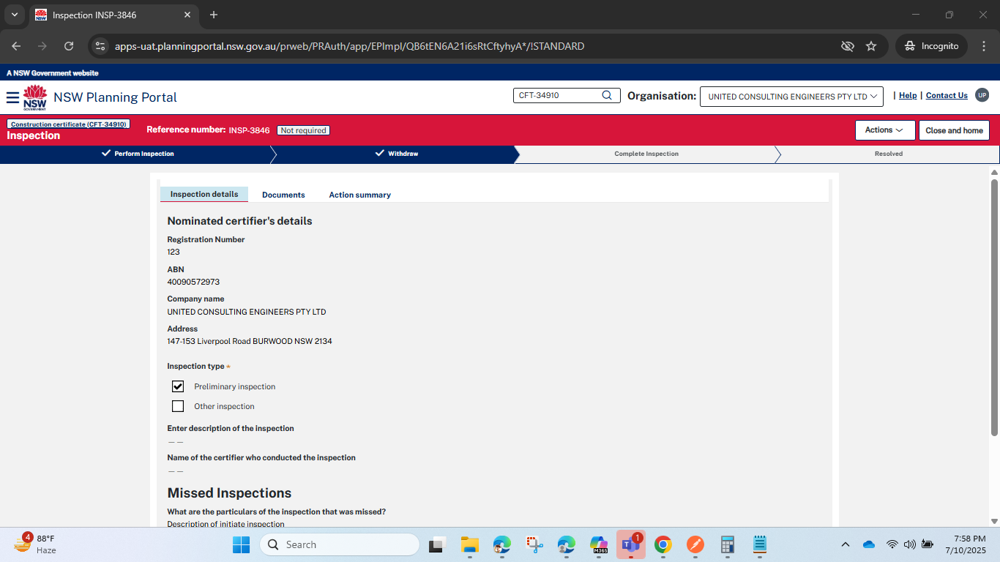 Inspection INSP-3846
apps-uat.planningportal.nsw.gov.au/prweb/PRAuth/app/EPImpl/QB6tEN6A21i6sRtCftyhyA*/!STANDARD
Incognito
A NSW Government website
NSW
GOVERNMENT
NSW Planning Portal
CFT-34910
Organisation:
UNITED CONSULTING ENGINEERS PTY LTD
| Help | Contact Us
UP
Construction certificate (CFT-34910)
Inspection
Reference number: INSP-3846
Not required
Actions
Close and home
Perform Inspection
Withdraw
Complete Inspection
Resolved
Inspection details
Documents
Action summary
Nominated certifier's details
Registration Number
123
ABN
40090572973
Company name
UNITED CONSULTING ENGINEERS PTY LTD
Address
147-153 Liverpool Road BURWOOD NSW 2134
Inspection type *
Preliminary inspection
Other inspection
Enter description of the inspection
— —
Name of the certifier who conducted the inspection
— —
Missed Inspections
What are the particulars of the inspection that was missed?
Description of initiate inspection
4
88°F
Haze
Search
M365
1
7:58 PM
7/10/2025